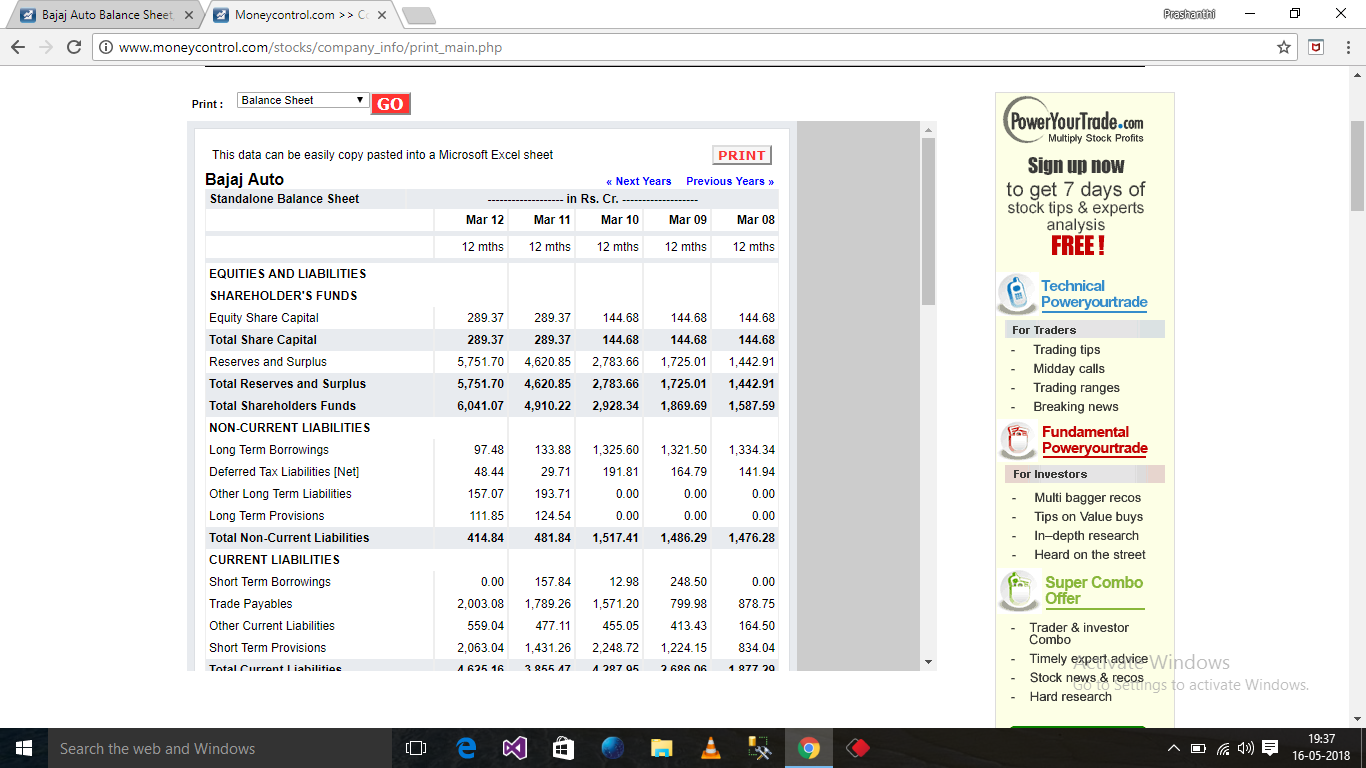 Bajaj Auto Balance Sheet,
Moneycontrol.com >> Co
Prashanthi
www.moneycontrol.com/stocks/company_info/print_main.php
Print : Balance Sheet GO
This data can be easily copy pasted into a Microsoft Excel sheet PRINT
Bajaj Auto « Next Years Previous Years »
Standalone Balance Sheet ------------------- in Rs. Cr. -------------------
Mar 12 Mar 11 Mar 10 Mar 09 Mar 08
12 mths 12 mths 12 mths 12 mths 12 mths
EQUITIES AND LIABILITIES
SHAREHOLDER'S FUNDS
Equity Share Capital 289.37 289.37 144.68 144.68 144.68
Total Share Capital 289.37 289.37 144.68 144.68 144.68
Reserves and Surplus 5,751.70 4,620.85 2,783.66 1,725.01 1,442.91
Total Reserves and Surplus 5,751.70 4,620.85 2,783.66 1,725.01 1,442.91
Total Shareholders Funds 6,041.07 4,910.22 2,928.34 1,869.69 1,587.59
NON-CURRENT LIABILITIES
Long Term Borrowings 97.48 133.88 1,325.60 1,321.50 1,334.34
Deferred Tax Liabilities [Net] 48.44 29.71 191.81 164.79 141.94
Other Long Term Liabilities 157.07 193.71 0.00 0.00 0.00
Long Term Provisions 111.85 124.54 0.00 0.00 0.00
Total Non-Current Liabilities 414.84 481.84 1,517.41 1,486.29 1,476.28
CURRENT LIABILITIES
Short Term Borrowings 0.00 157.84 12.98 248.50 0.00
Trade Payables 2,003.08 1,789.26 1,571.20 799.98 878.75
Other Current Liabilities 559.04 477.11 455.05 413.43 164.50
Short Term Provisions 2,063.04 1,431.26 2,248.72 1,224.15 834.04
Total Current Liabilities 4,625.16 3,855.47 4,287.95 2,686.06 1,877.29
PowerYourTrade.com
Multiply Stock Profits
Sign up now
to get 7 days of
stock tips & experts
analysis
FREE !
Technical
Poweryourtrade
For Traders
- Trading tips
- Midday calls
- Trading ranges
- Breaking news
Fundamental
Poweryourtrade
For Investors
- Multi bagger recos
- Tips on Value buys
- In–depth research
- Heard on the street
Super Combo
Offer
- Trader & investor
Combo
- Timely expert advice
- Stock news & recos
- Hard research
Activate Windows
Go to Settings to activate Windows.
Search the web and Windows
19:37
16-05-2018